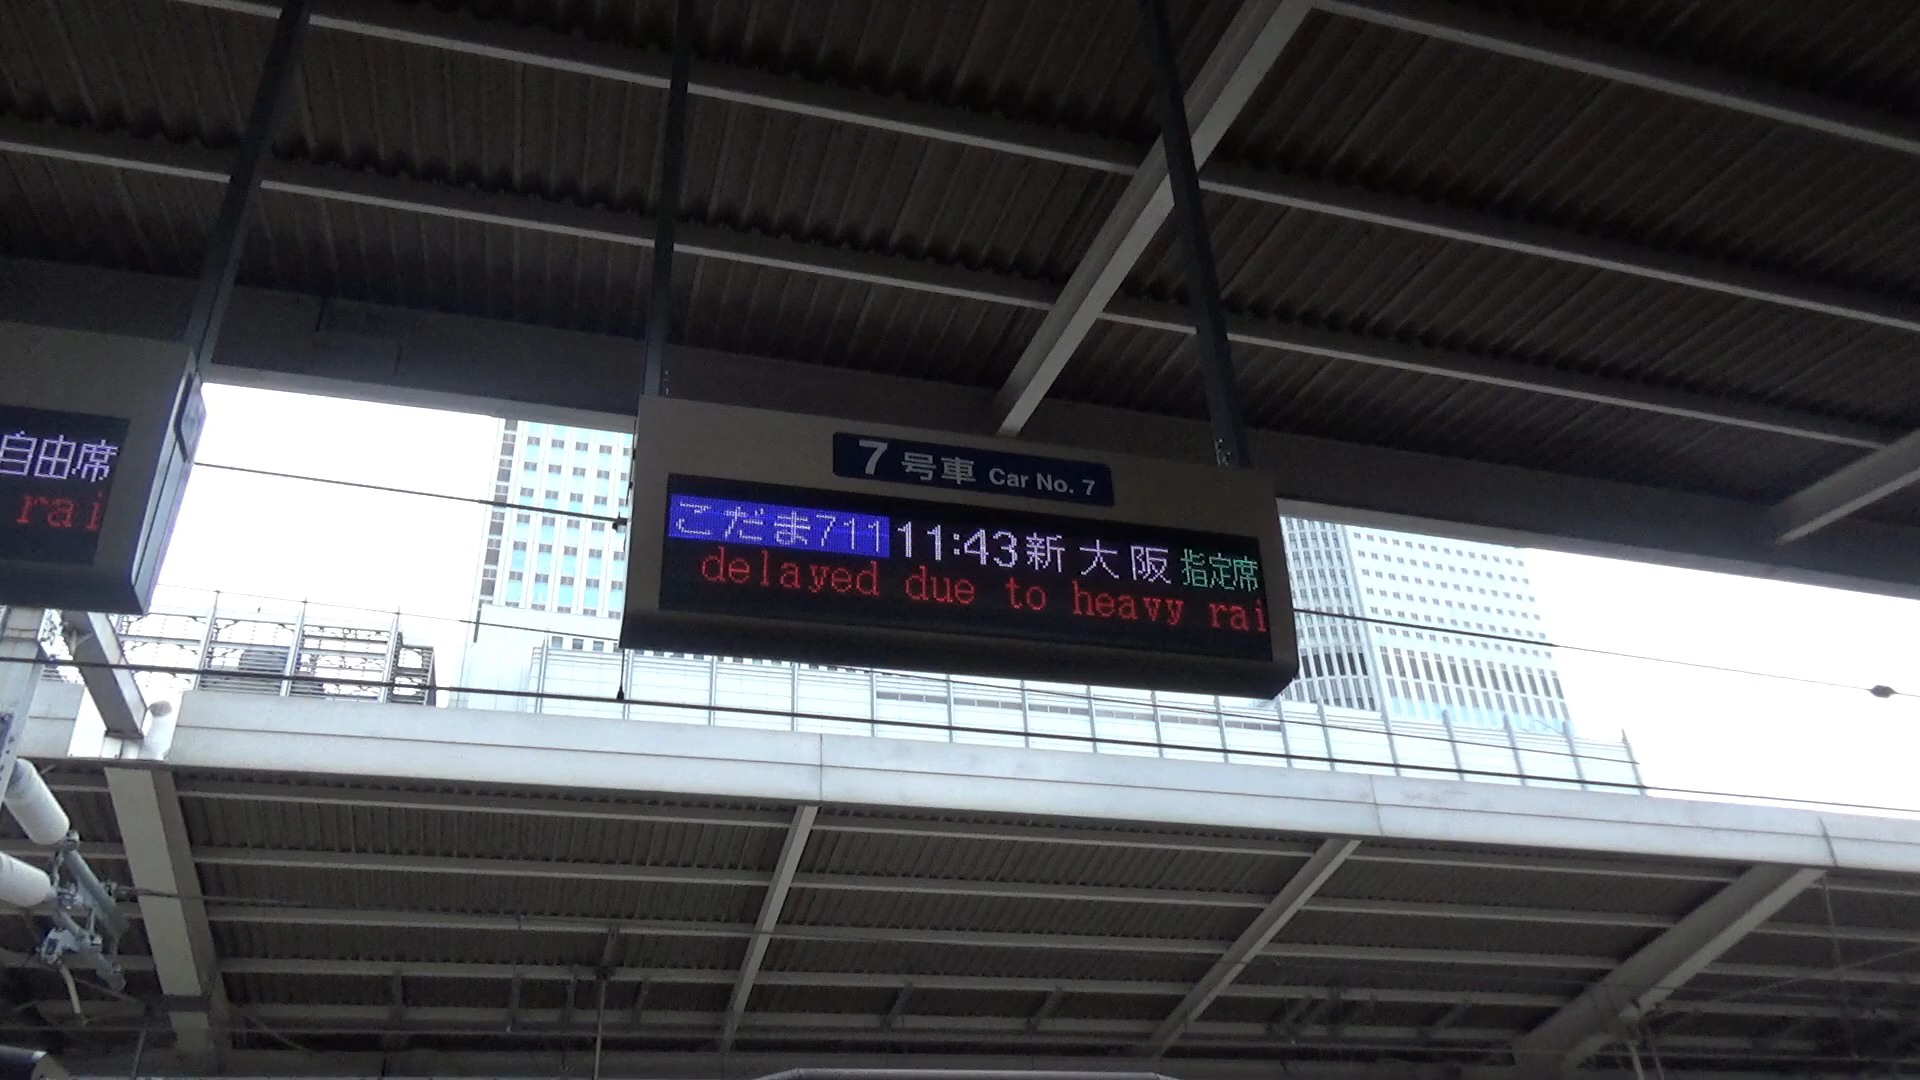 自由席
rai
7 号車 Car No. 7
こだま711 11:43 新大阪 指定席
delayed due to heavy rai